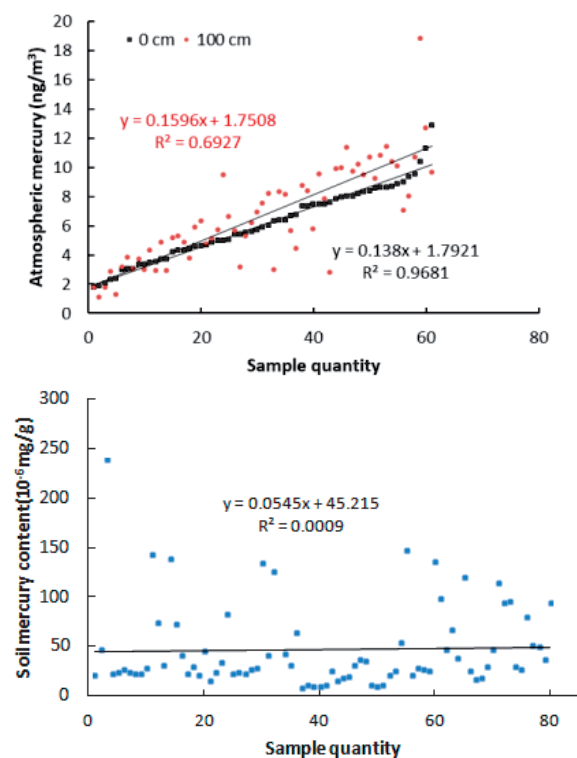 20
18
16
14
12
10
8
6
4
2
0
Atmospheric mercury (ng/m³)
0 cm 100 cm
y = 0.1596x + 1.7508
R² = 0.6927
y = 0.138x + 1.7921
R² = 0.9681
0 20 40 60 80
Sample quantity
300
250
200
150
100
50
0
Soil mercury content(10⁻⁶mg/g)
y = 0.0545x + 45.215
R² = 0.0009
0 20 40 60 80
Sample quantity